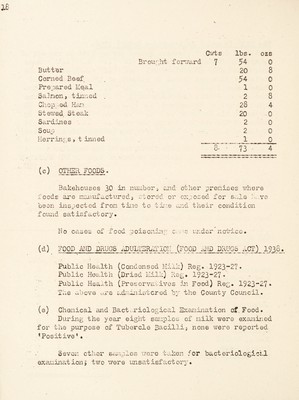 18
Cwts lbs. ozs
Brought forward 7 54 0
Butter 20 8
Corned Beef 54 0
Prepared Meal 1 0
Salmon, tinned 2 8
Chopped Ham 28 4
Stewed Steak 20 0
Sardines 2 0
Soup 2 0
Herrings, tinned 1 0
8 73 4
(c) OTHER FOODS.
Bakehouses 30 in number, and other premises where
foods are manufactured, stored or exposed for sale have
been inspected from time to time and their condition
found satisfactory.
No cases of food poisoning came under notice.
(d) FOOD AND DRUGS ADULTERATION (FOOD AND DRUGS ACT) 1938.
Public Health (Condensed Milk) Reg. 1923-27.
Public Health (Dried Milk) Reg. 1923-27.
Public Health (Preservatives in Food) Reg. 1923-27.
The above are administered by the County Council.
(e) Chemical and Bacteriological Examination of Food.
During the year eight samples of milk were examined
for the purpose of Tubercle Bacilli; none were reported
'Positive'.
Seven other samples were taken for bacteriological
examination; two were unsatisfactory.